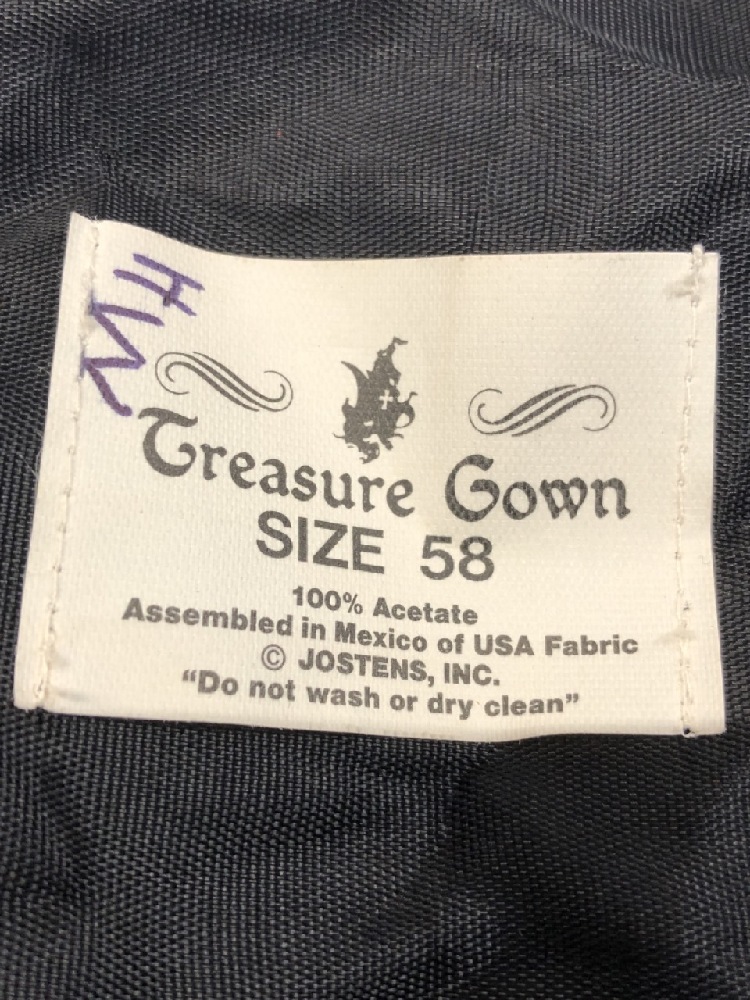 Treasure Gown
SIZE 58
100% Acetate
Assembled in Mexico of USA Fabric
© JOSTENS, INC.
“Do not wash or dry clean”